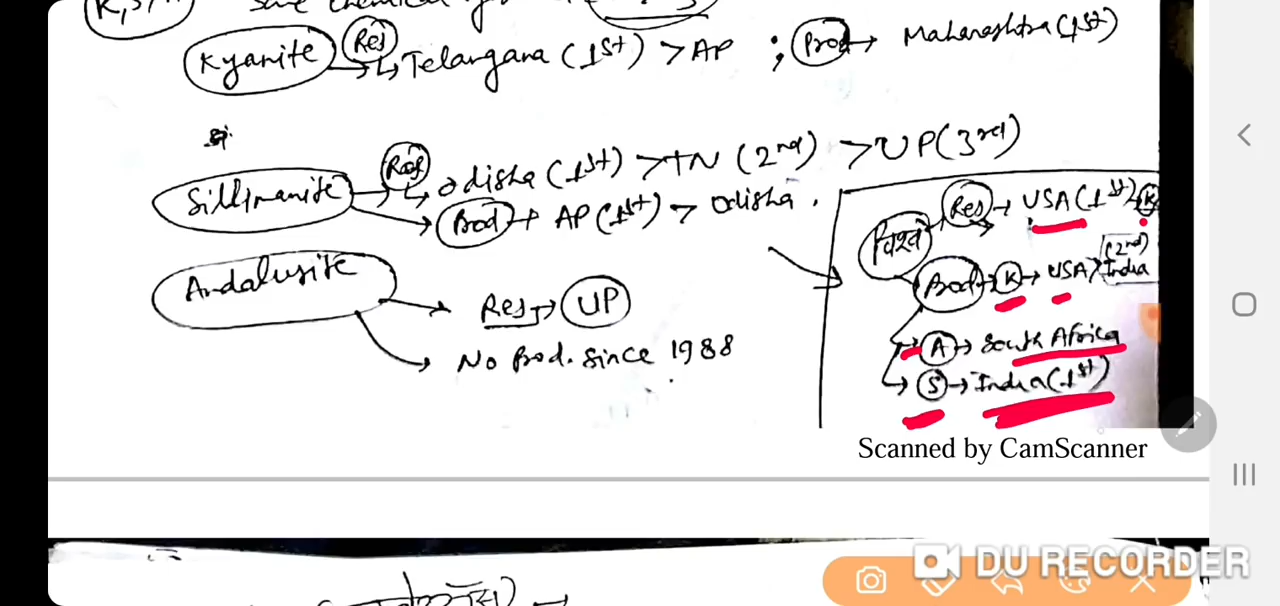 Same chemical
Kyanite Res → Telangana (1st) > AP ; Prod → Maharashtra (1st)
Sillimanite Res → Odisha (1st) > TN (2nd) > UP (3rd)
Prod → AP (1st) > Odisha.
Andalusite
Res → UP
No Prod. Since 1988
विश्व Res → USA (1st) K
Prod → K → USA > India (2nd)
→ A → South Africa
→ S → India (1st)
Scanned by CamScanner
DU RECORDER